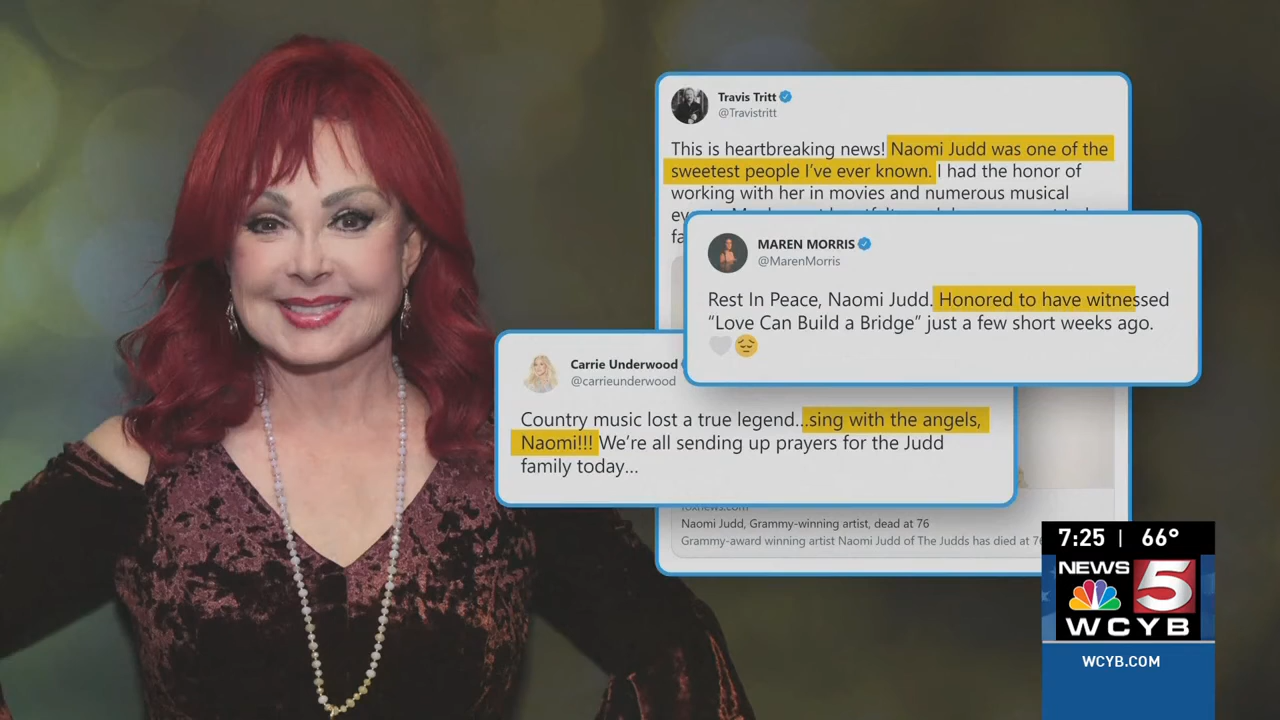 Travis Tritt
@Travistritt
This is heartbreaking news! Naomi Judd was one of the
sweetest people I've ever known. I had the honor of
working with her in movies and numerous musical
MAREN MORRIS
@MarenMorris
Rest In Peace, Naomi Judd. Honored to have witnessed
“Love Can Build a Bridge” just a few short weeks ago.
Carrie Underwood
@carrieunderwood
Country music lost a true legend...sing with the angels,
Naomi!!! We're all sending up prayers for the Judd
family today...
foxnews.com
Naomi Judd, Grammy-winning artist, dead at 76
Grammy-award winning artist Naomi Judd of The Judds has died at 76
7:25 | 66°
NEWS 5
WCYB
WCYB.COM